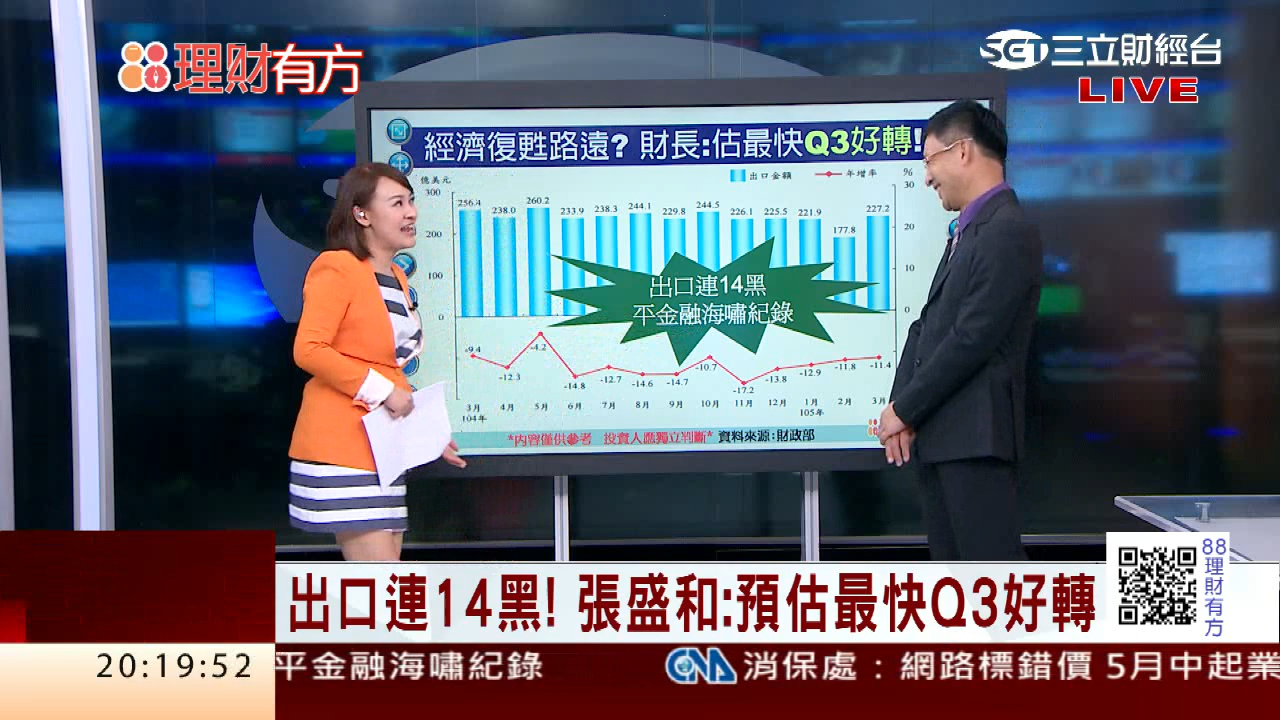 88理財有方
SET三立財經台
LIVE
經濟復甦路遠? 財長:估最快Q3好轉!
億美元
出口金額
年增率
%
300
200
100
0
30
20
10
0
256.4
238.0
260.2
233.9
238.3
244.1
229.8
244.5
226.1
225.5
221.9
177.8
227.2
出口連14黑
平金融海嘯紀錄
-9.4
-12.3
-4.2
-14.8
-12.7
-14.6
-14.7
-10.7
-17.2
-13.8
-12.9
-11.8
-11.4
3月 4月 5月 6月 7月 8月 9月 10月 11月 12月 1月 2月 3月
104年
105年
*內容僅供參考 投資人應獨立判斷* 資料來源:財政部
出口連14黑! 張盛和:預估最快Q3好轉
88理財有方
20:19:52
平金融海嘯紀錄
CNA 消保處：網路標錯價 5月中起業